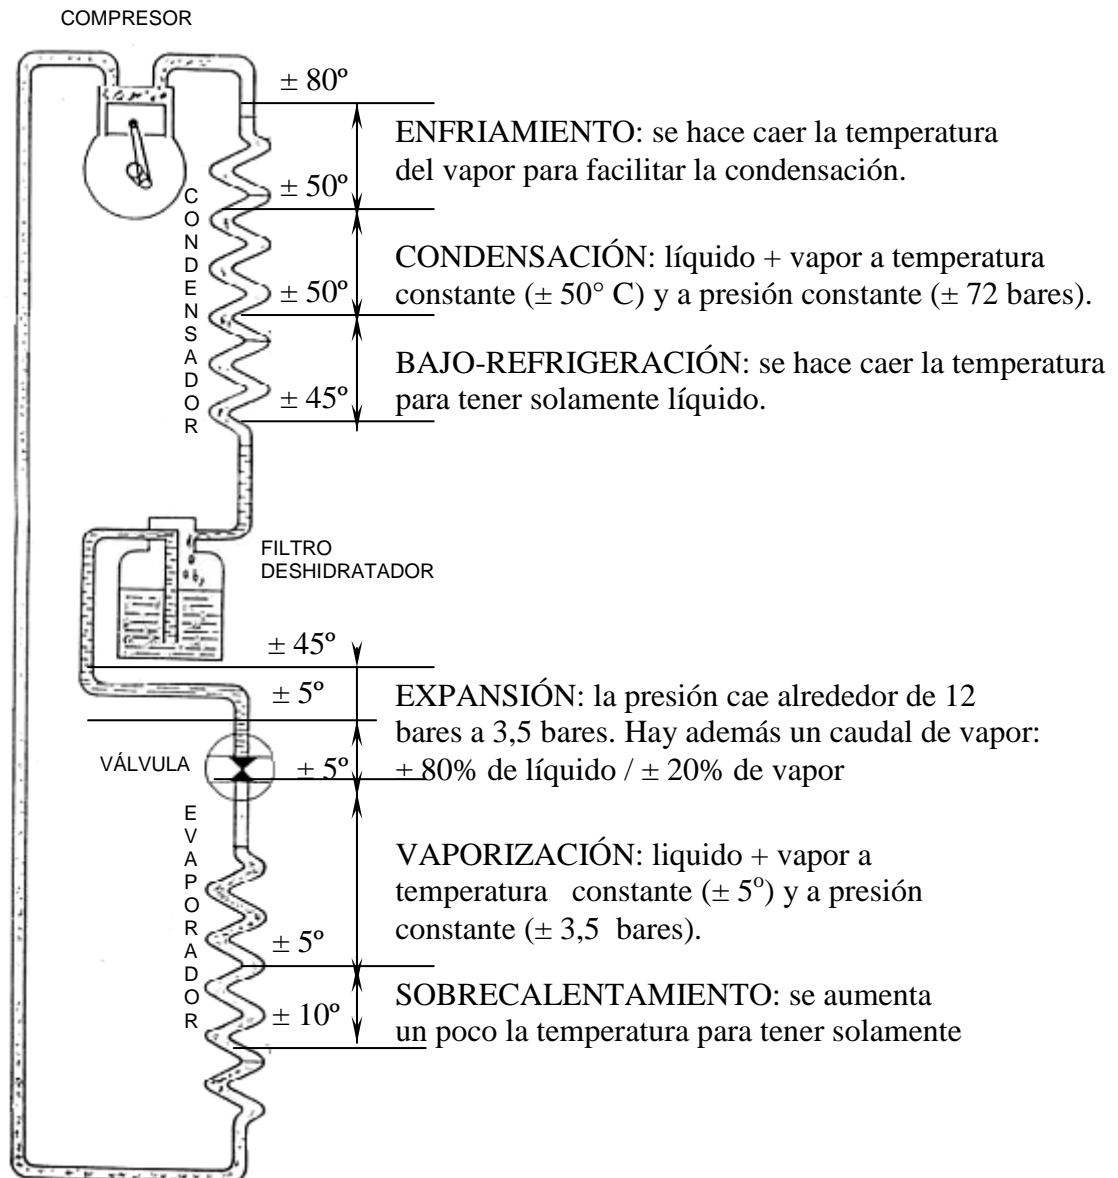 COMPRESOR
± 80º
ENFRIAMIENTO: se hace caer la temperatura
del vapor para facilitar la condensación.
± 50º
CONDENSADOR
CONDENSACIÓN: líquido + vapor a temperatura
constante (± 50° C) y a presión constante (± 72 bares).
± 50º
BAJO-REFRIGERACIÓN: se hace caer la temperatura
para tener solamente líquido.
± 45º
FILTRO
DESHIDRATADOR
± 45º
± 5º
EXPANSIÓN: la presión cae alrededor de 12
bares a 3,5 bares. Hay además un caudal de vapor:
+ 80% de líquido / ± 20% de vapor
VÁLVULA
± 5º
EVAPORADOR
VAPORIZACIÓN: liquido + vapor a
temperatura constante (± 5º) y a presión
constante (± 3,5 bares).
± 5º
SOBRECALENTAMIENTO: se aumenta
un poco la temperatura para tener solamente
± 10º